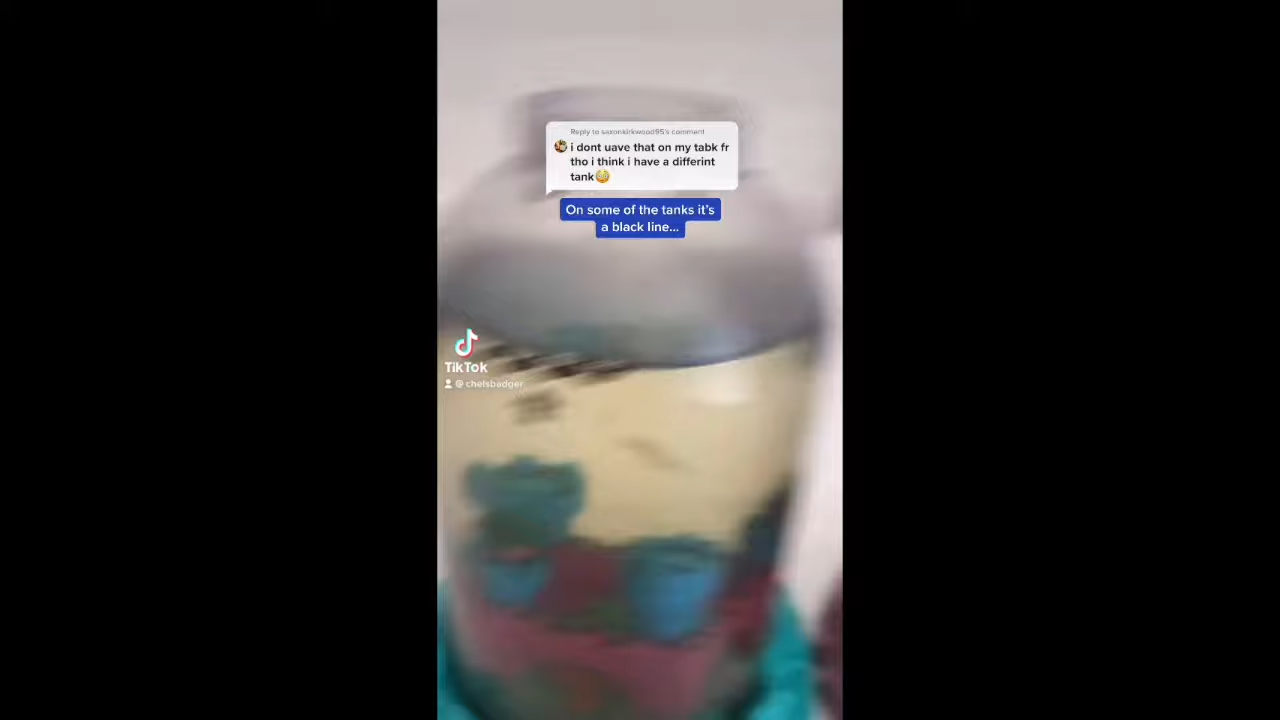 Reply to saxonkirkwood95's comment
i dont uave that on my tabk fr
tho i think i have a differint
tank😳
On some of the tanks it's
a black line...
TikTok
@ chelsbadger